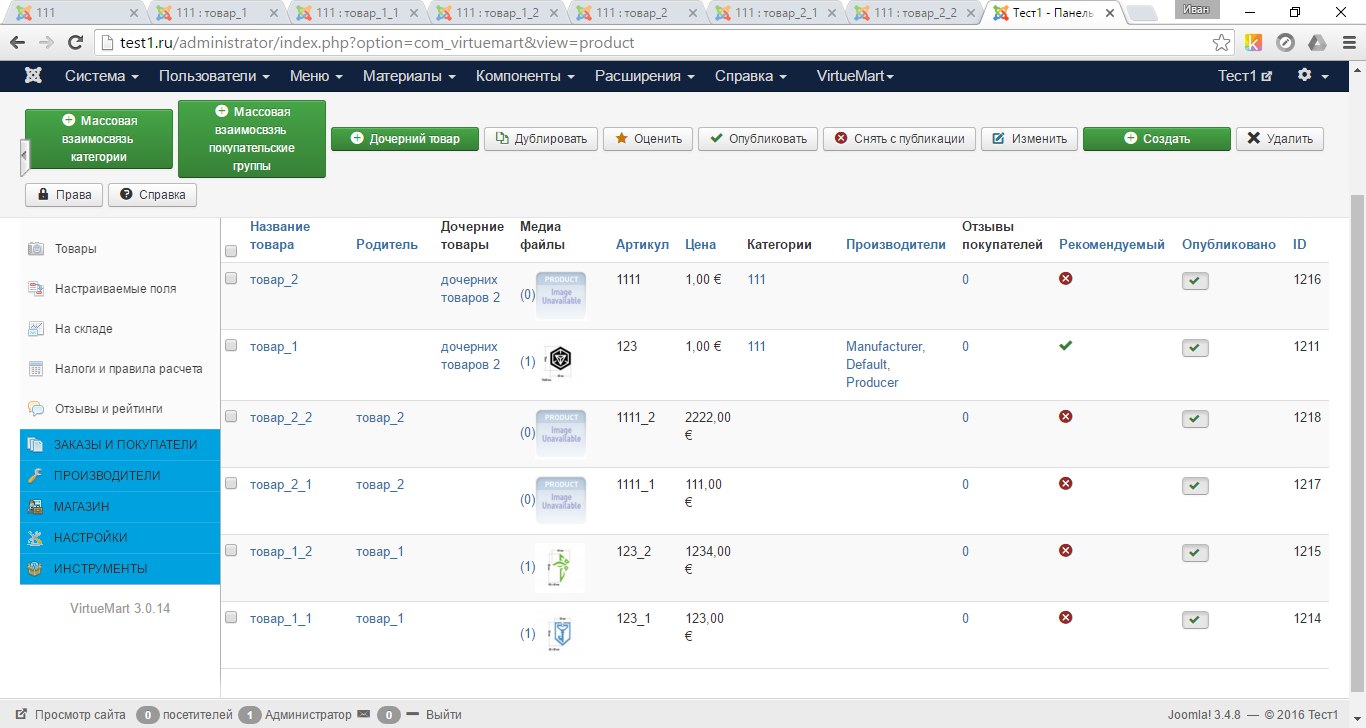 111
111 : товар_1
111 : товар_1_1
111 : товар_1_2
111 : товар_2
111 : товар_2_1
111 : товар_2_2
Тест1 - Панель
Иван
test1.ru/administrator/index.php?option=com_virtuemart&view=product
Система Пользователи Меню Материалы Компоненты Расширения Справка VirtueMart Тест1
Массовая взаимосвязь категории
Массовая взаимосвзяь покупательские группы
Дочерний товар
Дублировать
Оценить
Опубликовать
Снять с публикации
Изменить
Создать
Удалить
Права
Справка
Товары
Настраиваемые поля
На складе
Налоги и правила расчета
Отзывы и рейтинги
ЗАКАЗЫ И ПОКУПАТЕЛИ
ПРОИЗВОДИТЕЛИ
МАГАЗИН
НАСТРОЙКИ
ИНСТРУМЕНТЫ
VirtueMart 3.0.14
Название товара Родитель Дочерние товары Медиа файлы Артикул Цена Категории Производители Отзывы покупателей Рекомендуемый Опубликовано ID
товар_2 дочерних товаров 2 (0) PRODUCT Image Unavailable 1111 1,00 € 111 0 1216
товар_1 дочерних товаров 2 (1) 123 1,00 € 111 Manufacturer, Default, Producer 0 1211
товар_2_2 товар_2 (0) PRODUCT Image Unavailable 1111_2 2222,00 € 0 1218
товар_2_1 товар_2 (0) PRODUCT Image Unavailable 1111_1 111,00 € 0 1217
товар_1_2 товар_1 (1) 123_2 1234,00 € 0 1215
товар_1_1 товар_1 (1) 123_1 123,00 € 0 1214
Просмотр сайта 0 посетителей 1 Администратор 0 Выйти Joomla! 3.4.8 — © 2016 Тест1